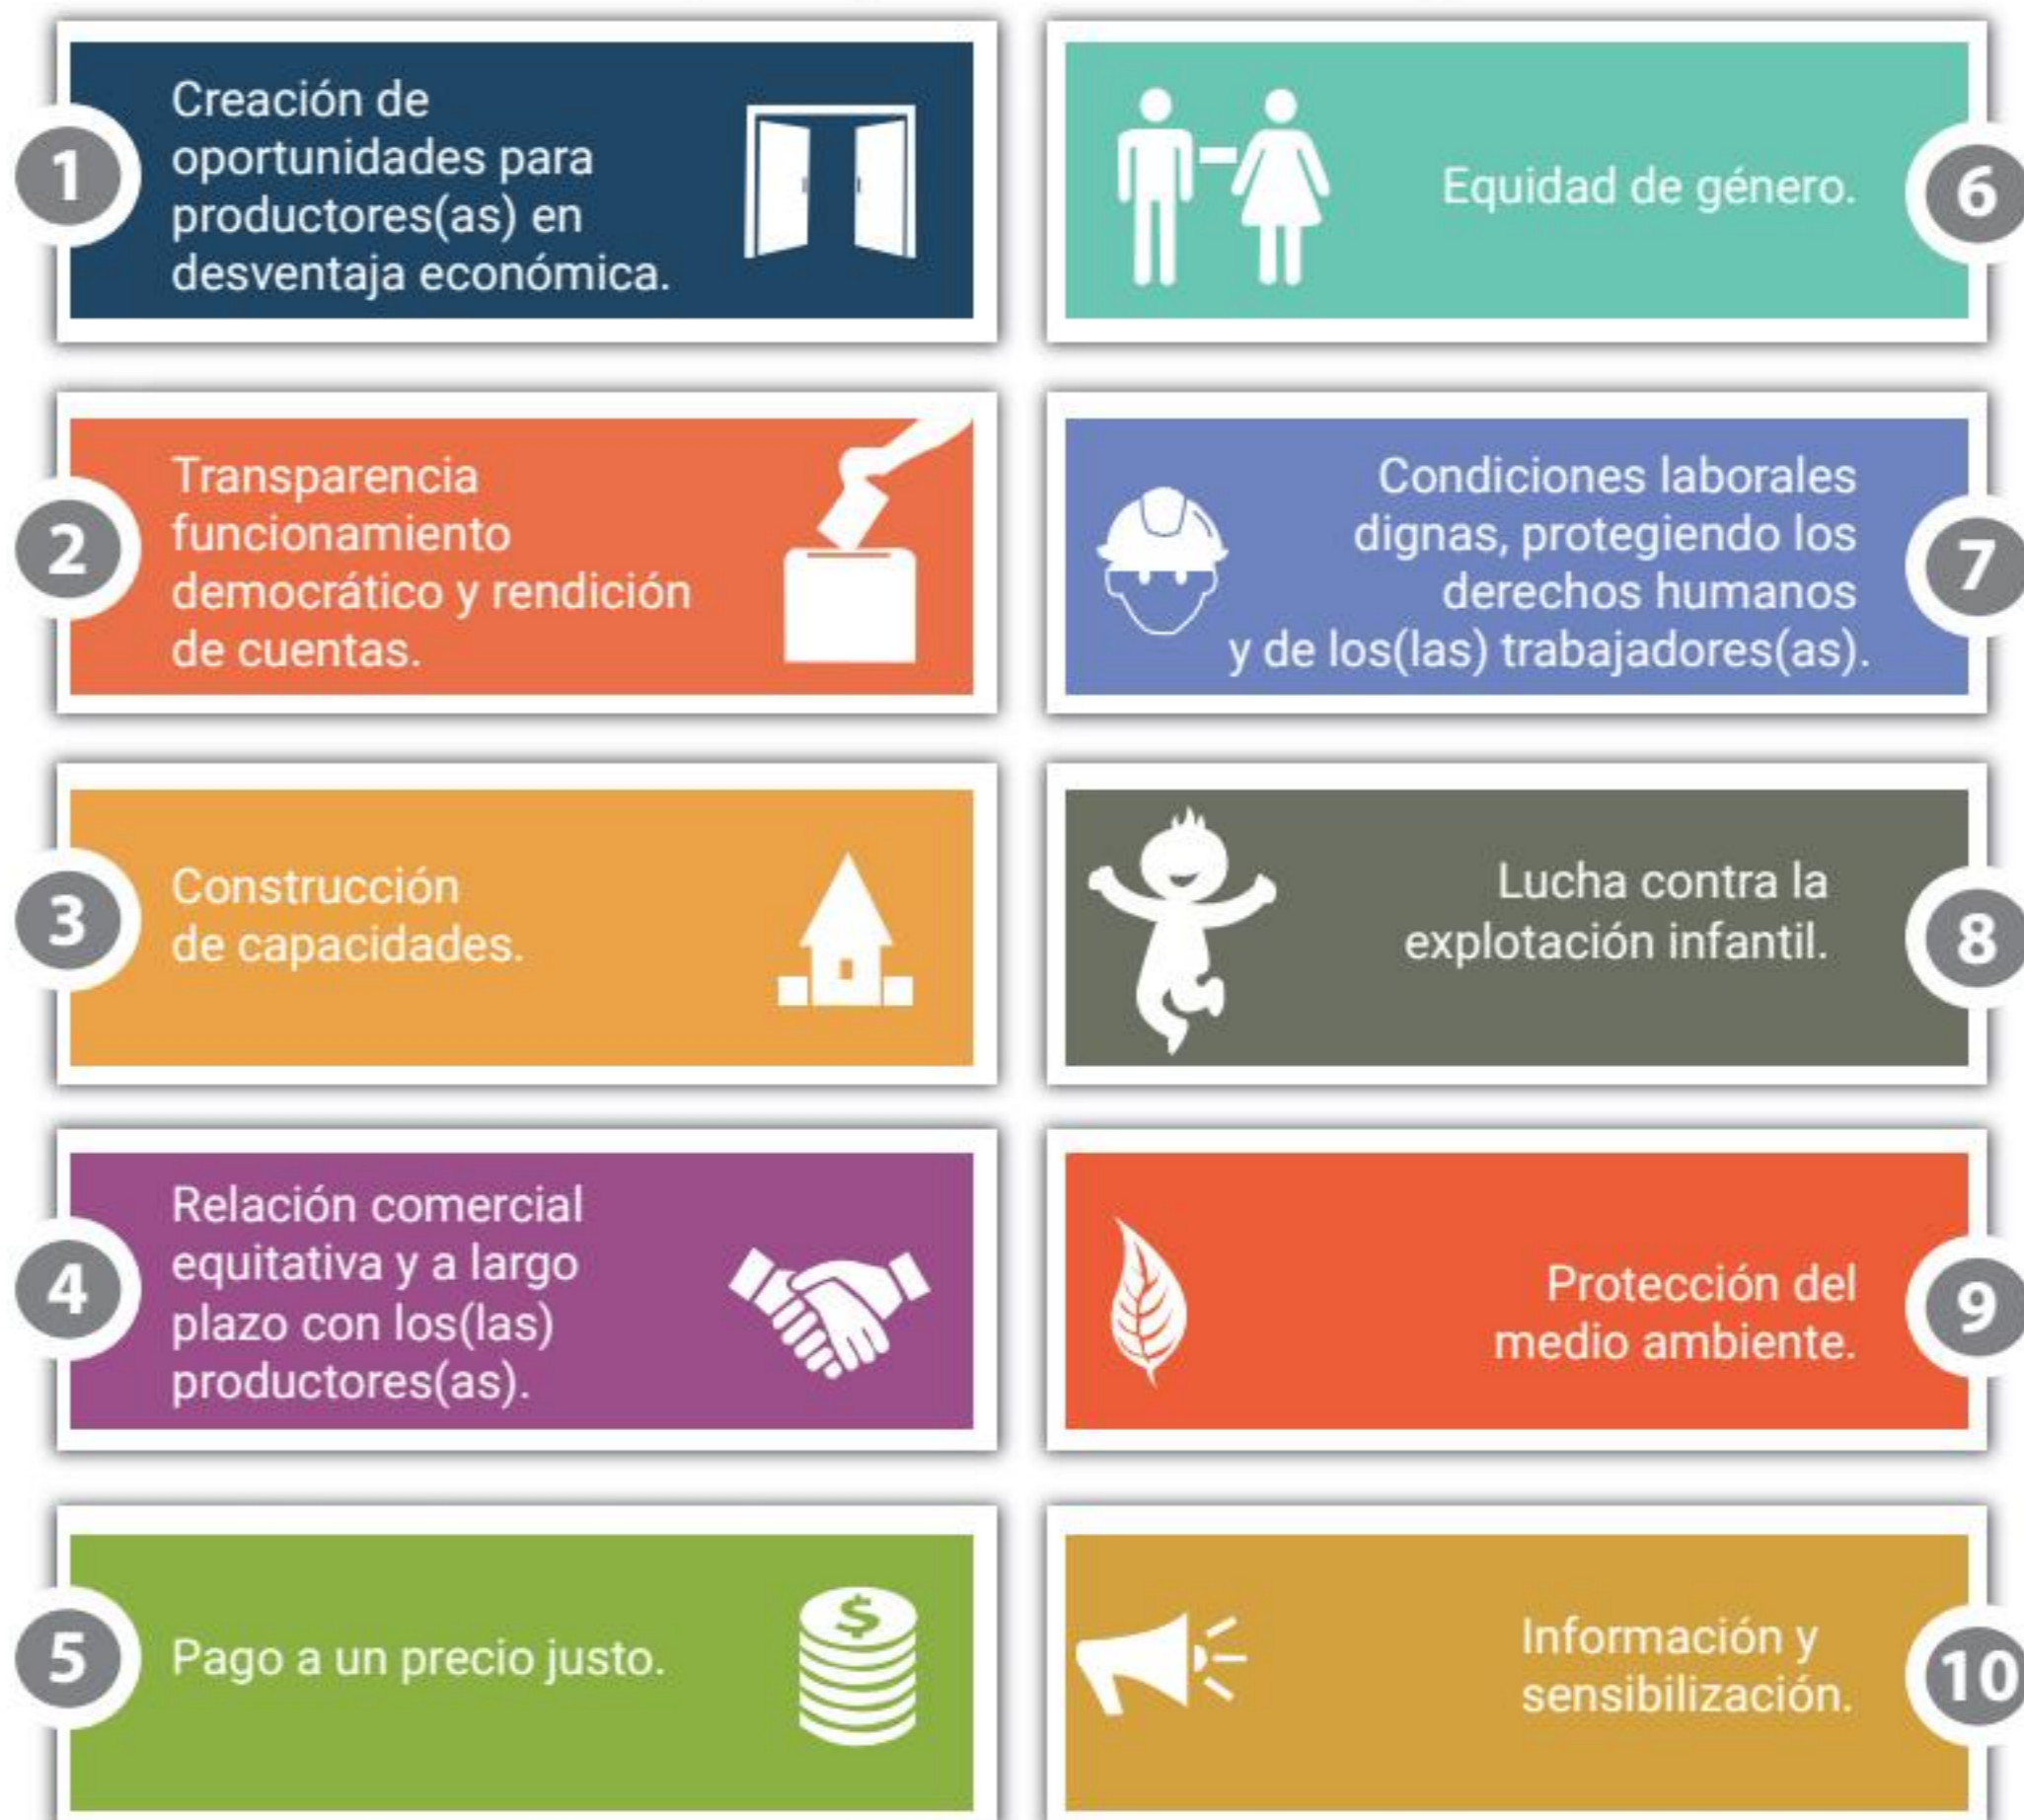 1
Creación de
oportunidades para
productores(as) en
desventaja económica.
2
Transparencia
funcionamiento
democrático y rendición
de cuentas.
3
Construcción
de capacidades.
4
Relación comercial
equitativa y a largo
plazo con los(las)
productores(as).
5
Pago a un precio justo.
$
Equidad de género.
6
Condiciones laborales
dignas, protegiendo los
derechos humanos
y de los(las) trabajadores(as).
7
Lucha contra la
explotación infantil.
8
Protección del
medio ambiente.
9
Información y
sensibilización.
10